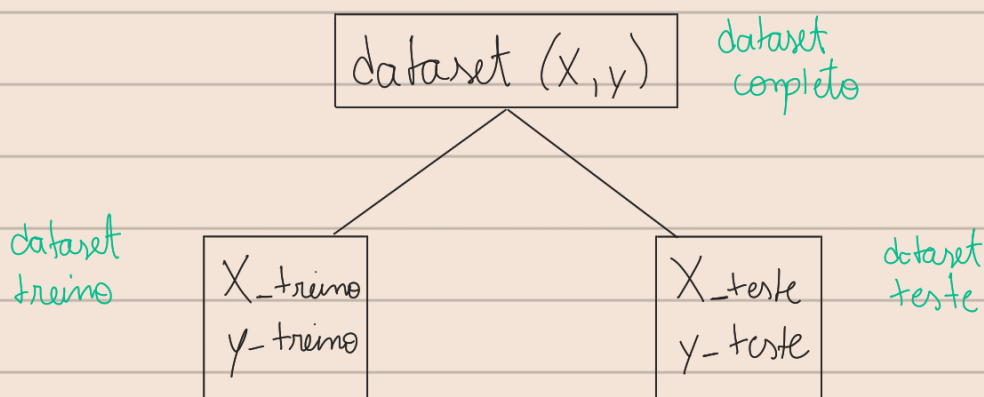 dataset (X,y)
dataset
completo
dataset
treino
X_treino
y_treino
X_teste
y_teste
dataset
teste